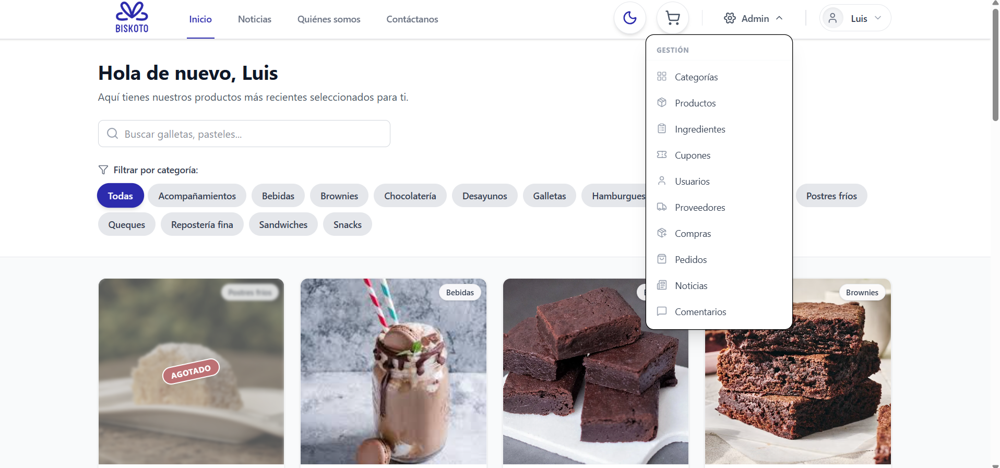 BISKOTO
Inicio
Noticias
Quiénes somos
Contáctanos
Admin
Luis
GESTIÓN
Categorías
Productos
Ingredientes
Cupones
Usuarios
Proveedores
Compras
Pedidos
Noticias
Comentarios
Hola de nuevo, Luis
Aquí tienes nuestros productos más recientes seleccionados para ti.
Buscar galletas, pasteles...
Filtrar por categoría:
Todas
Acompañamientos
Bebidas
Brownies
Chocolatería
Desayunos
Galletas
Hamburgues
Postres fríos
Queques
Repostería fina
Sandwiches
Snacks
Postres fríos
AGOTADO
Bebidas
Brownies